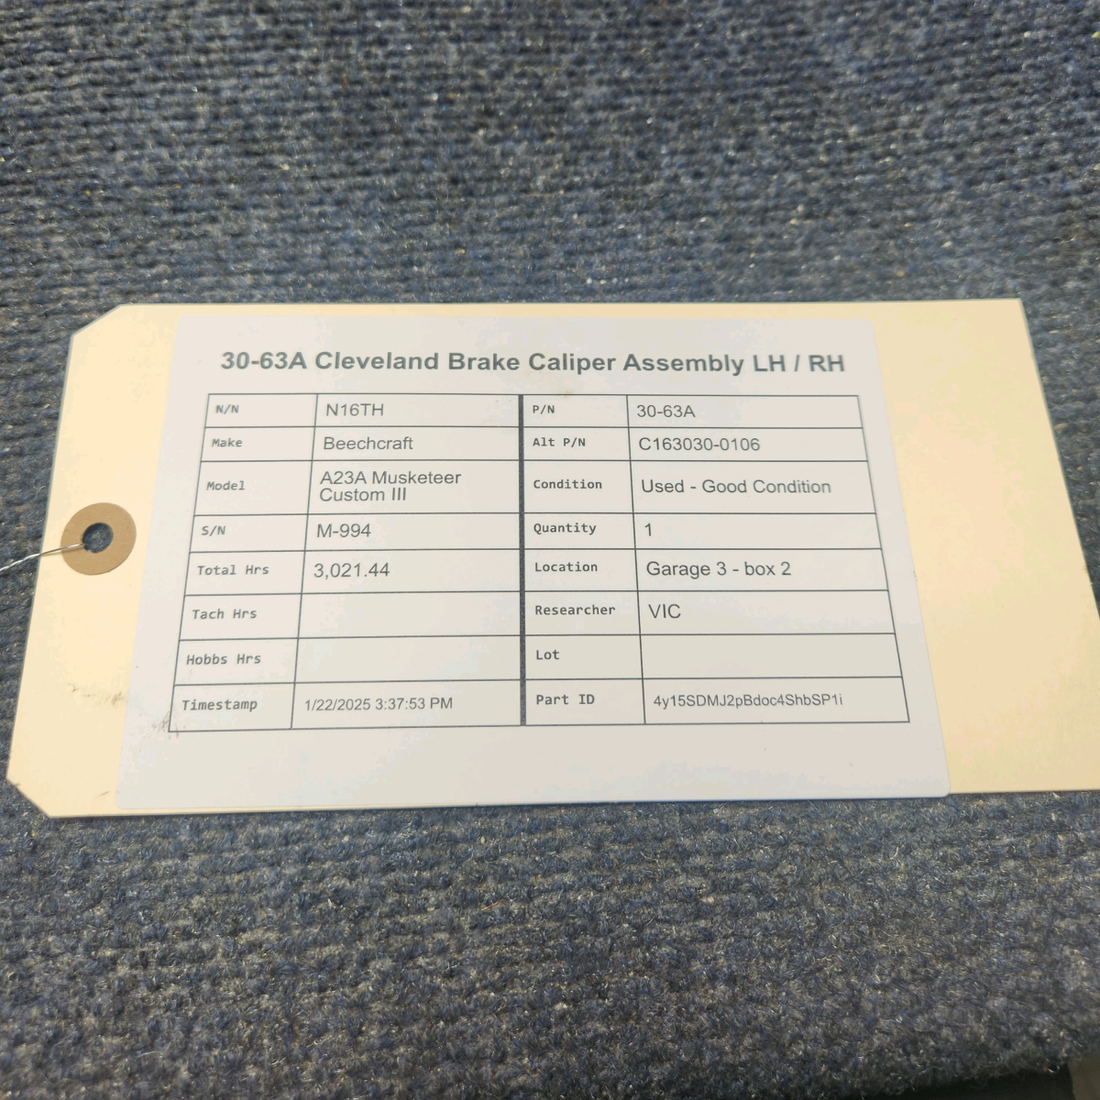 30-63A Cleveland Brake Caliper Assembly LH / RH
N/N N16TH P/N 30-63A
Make Beechcraft Alt P/N C163030-0106
Model A23A Musketeer Custom III Condition Used - Good Condition
S/N M-994 Quantity 1
Total Hrs 3,021.44 Location Garage 3 - box 2
Tach Hrs Researcher VIC
Hobbs Hrs Lot
Timestamp 1/22/2025 3:37:53 PM Part ID 4y15SDMJ2pBdoc4ShbSP1i